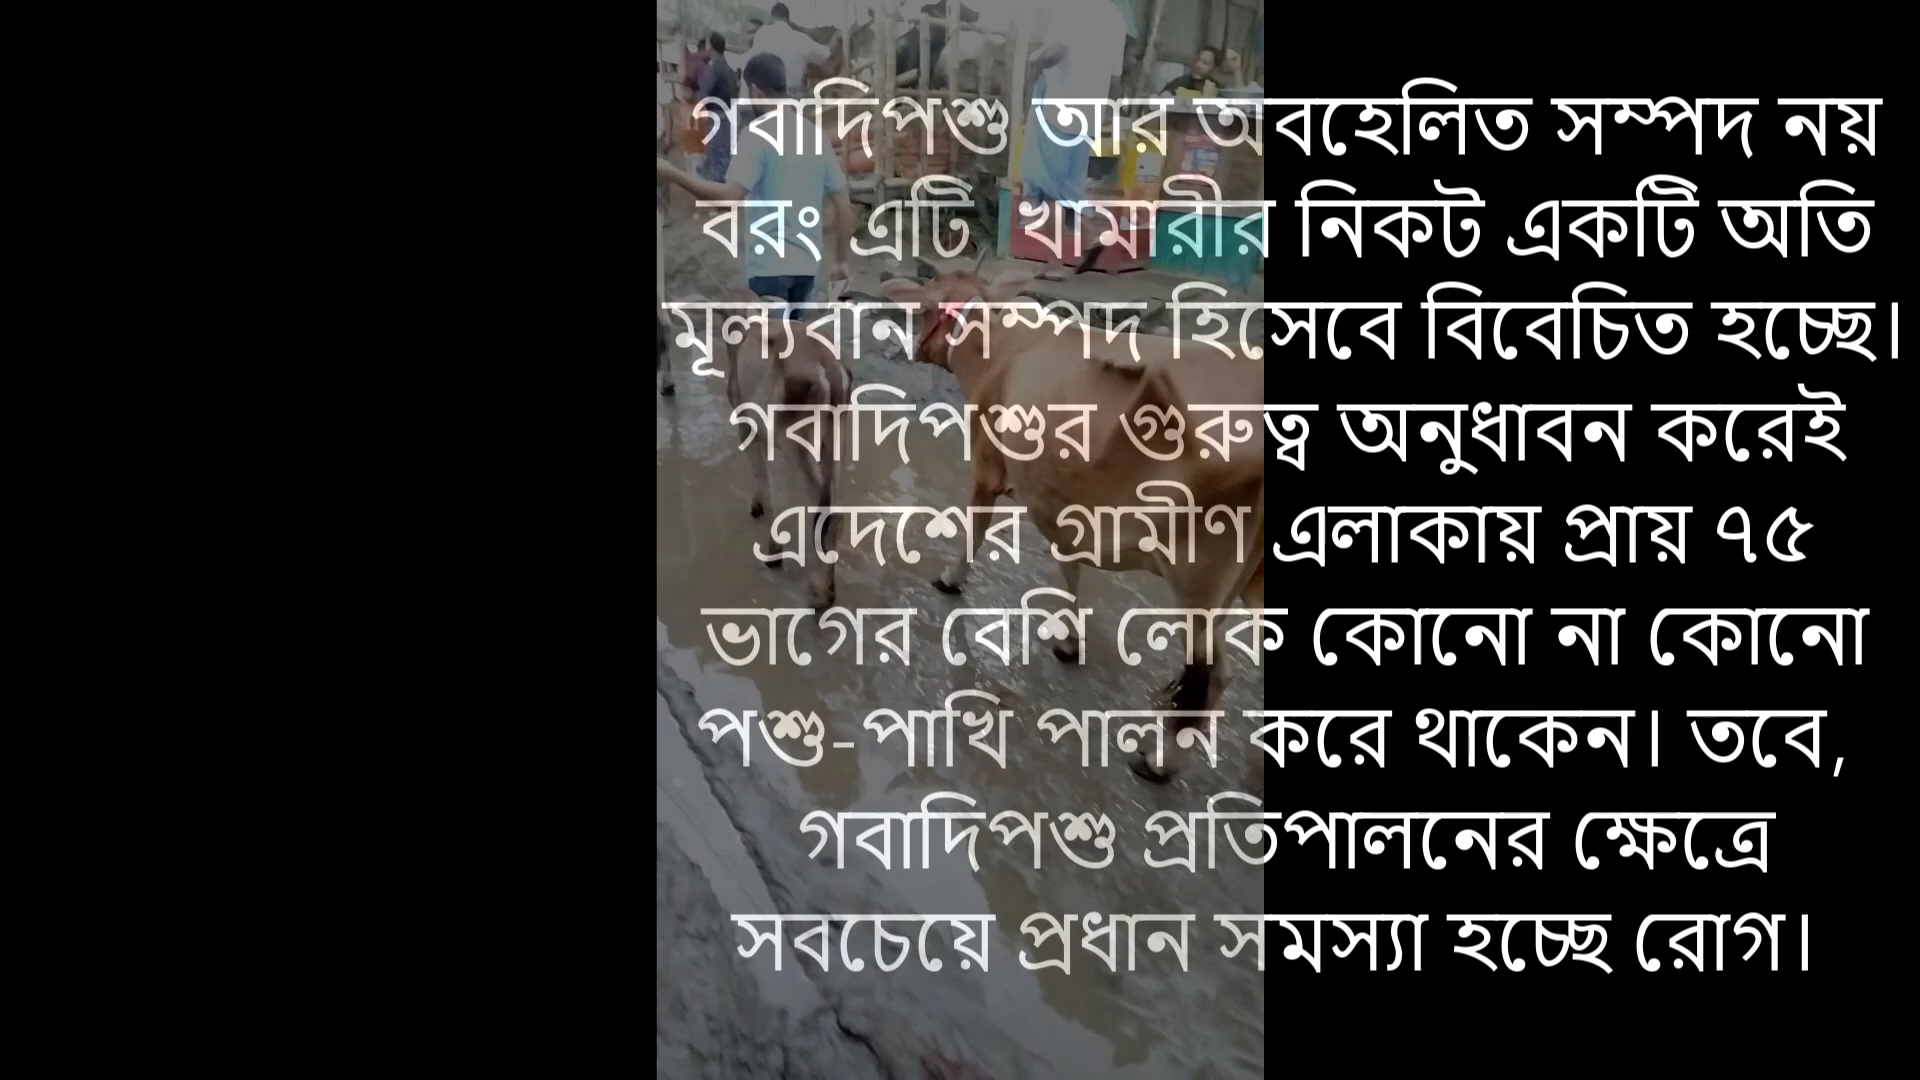 গবাদিপশু আর অবহেলিত সম্পদ নয়
বরং এটি খামারীর নিকট একটি অতি
মূল্যবান সম্পদ হিসেবে বিবেচিত হচ্ছে।
গবাদিপশুর গুরুত্ব অনুধাবন করেই
এদেশের গ্রামীণ এলাকায় প্রায় ৭৫
ভাগের বেশি লোক কোনো না কোনো
পশু-পাখি পালন করে থাকেন। তবে,
গবাদিপশু প্রতিপালনের ক্ষেত্রে
সবচেয়ে প্রধান সমস্যা হচ্ছে রোগ।